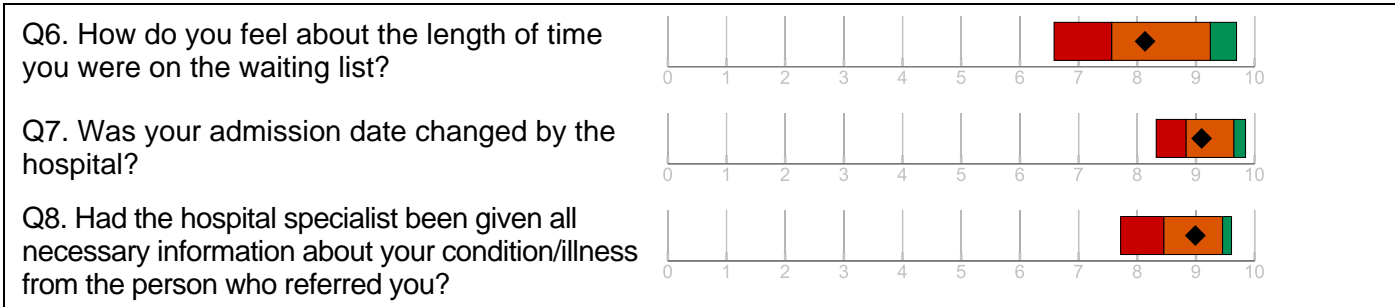 Q6. How do you feel about the length of time
you were on the waiting list?
0 1 2 3 4 5 6 7 8 9 10
Q7. Was your admission date changed by the
hospital?
0 1 2 3 4 5 6 7 8 9 10
Q8. Had the hospital specialist been given all
necessary information about your condition/illness
from the person who referred you?
0 1 2 3 4 5 6 7 8 9 10